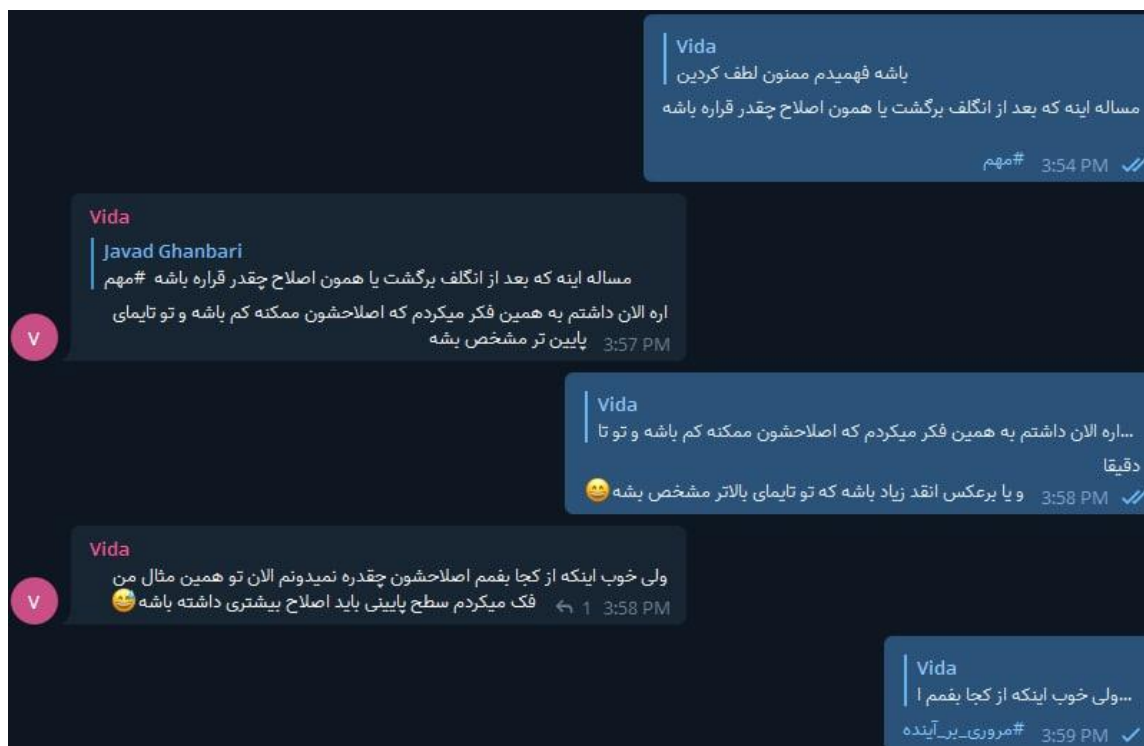 Vida
باشه فهمیدم ممنون لطف کردین
مساله اینه که بعد از انگلف برگشت یا همون اصلاح چقدر قراره باشه
#مهم 3:54 PM
Vida
Javad Ghanbari
مساله اینه که بعد از انگلف برگشت یا همون اصلاح چقدر قراره باشه #مهم
اره الان داشتم به همین فکر میکردم که اصلاحشون ممکنه کم باشه و تو تایمای
پایین تر مشخص بشه 3:57 PM
V
Vida
اره الان داشتم به همین فکر میکردم که اصلاحشون ممکنه کم باشه و تو تا...
دقیقا
و یا برعکس انقد زیاد باشه که تو تایمای بالاتر مشخص بشه😄 3:58 PM
Vida
ولی خوب اینکه از کجا بفمم اصلاحشون چقدره نمیدونم الان تو همین مثال من
فک میکردم سطح پایینی باید اصلاح بیشتری داشته باشه😅 1 3:58 PM
V
Vida
ولی خوب اینکه از کجا بفمم ا...
#مروری_بر_آینده 3:59 PM